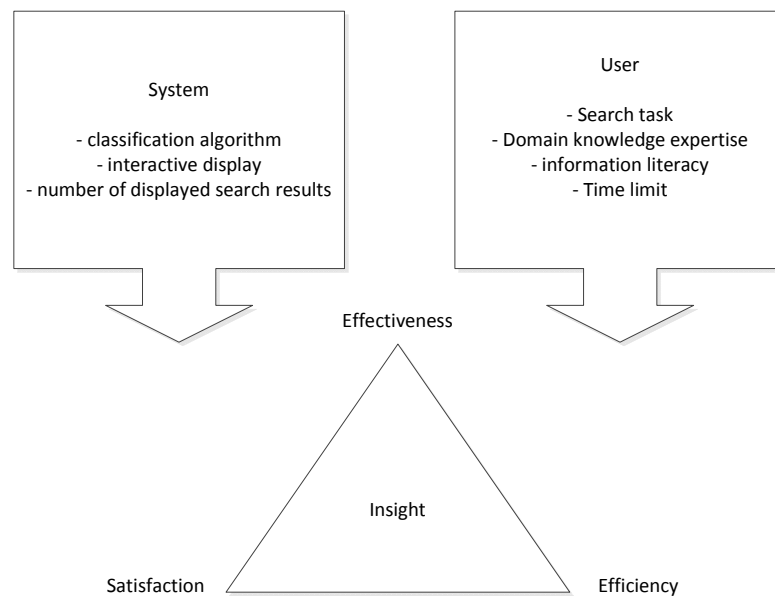 System
- classification algorithm
- interactive display
- number of displayed search results
User
- Search task
- Domain knowledge expertise
- information literacy
- Time limit
Effectiveness
Insight
Satisfaction
Efficiency